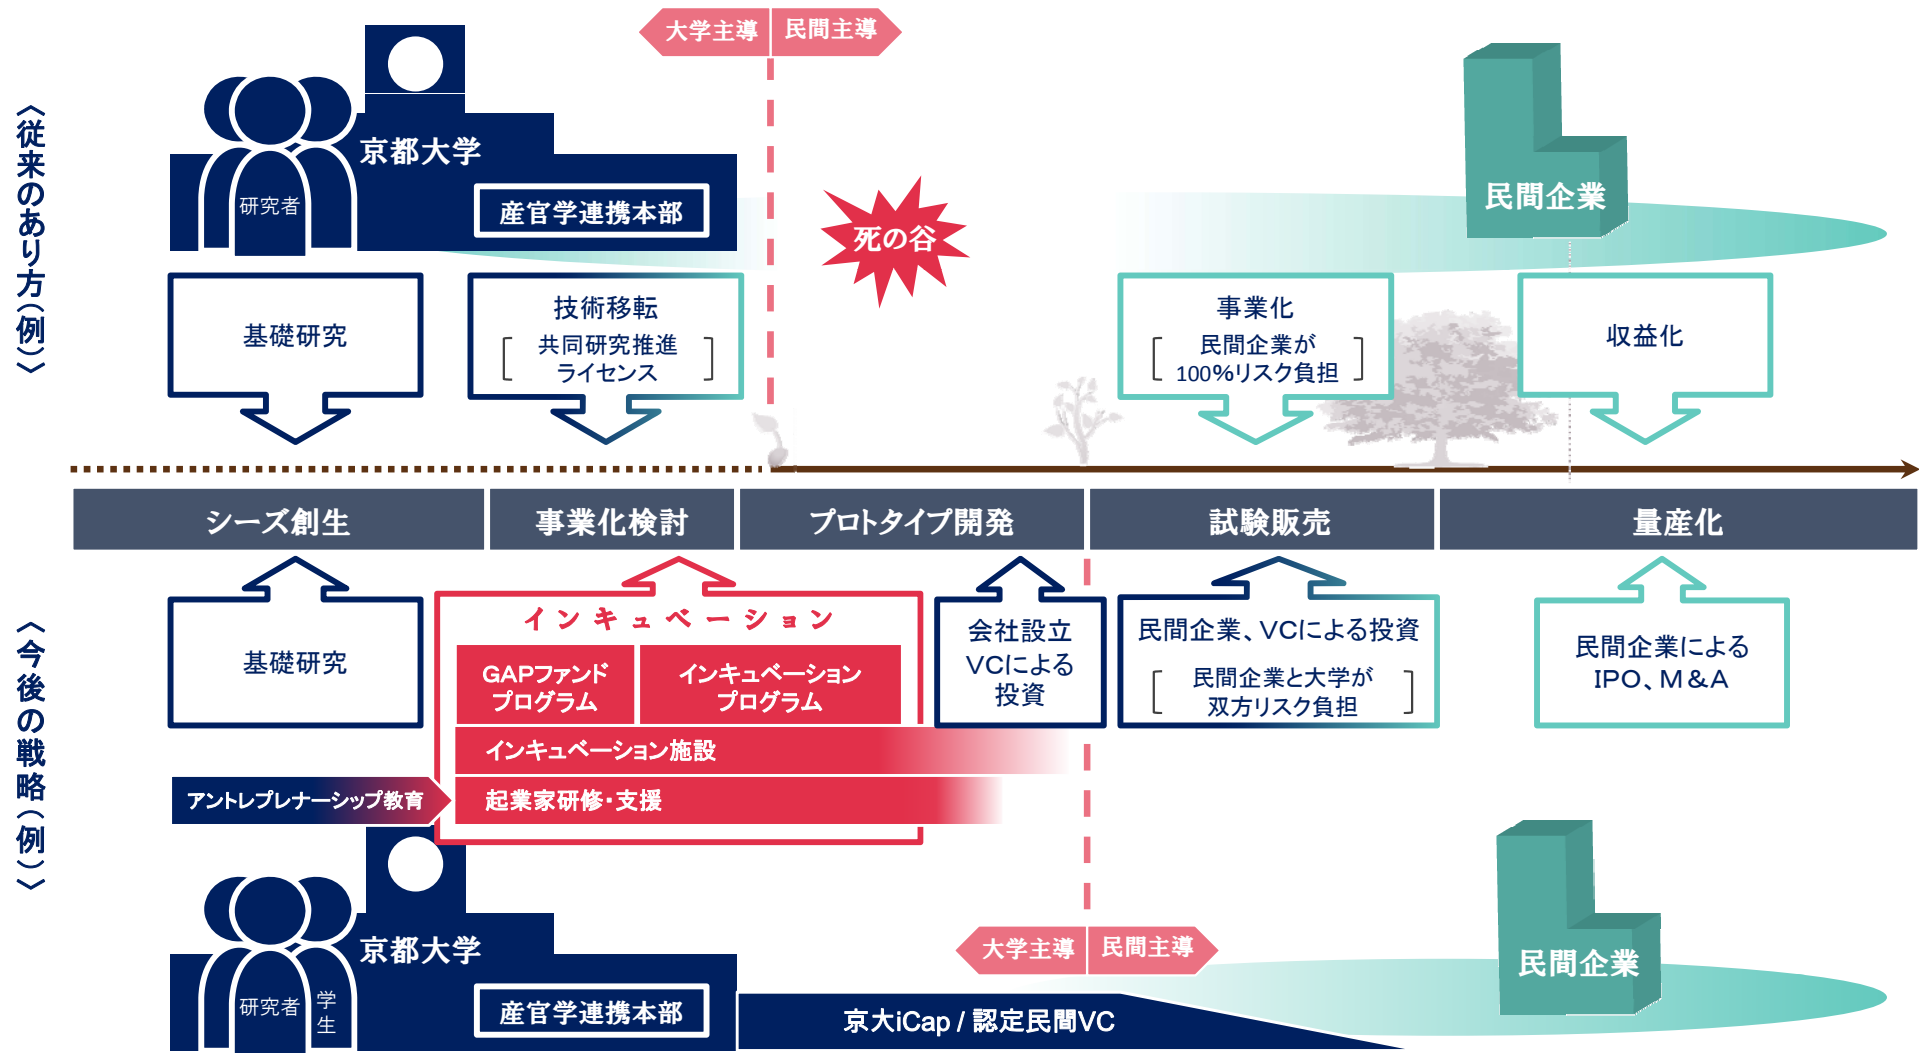 〈従来のあり方（例）〉
大学主導
民間主導
京都大学
研究者
産官学連携本部
死の谷
民間企業
基礎研究
技術移転
共同研究推進
ライセンス
事業化
民間企業が
100%リスク負担
収益化
シーズ創生
事業化検討
プロトタイプ開発
試験販売
量産化
〈今後の戦略（例）〉
基礎研究
インキュベーション
GAPファンド
プログラム
インキュベーション
プログラム
インキュベーション施設
アントレプレナーシップ教育
起業家研修・支援
会社設立
VCによる
投資
民間企業、VCによる投資
民間企業と大学が
双方リスク負担
民間企業による
IPO、M&A
京都大学
研究者
学生
産官学連携本部
大学主導
民間主導
京大iCap / 認定民間VC
民間企業